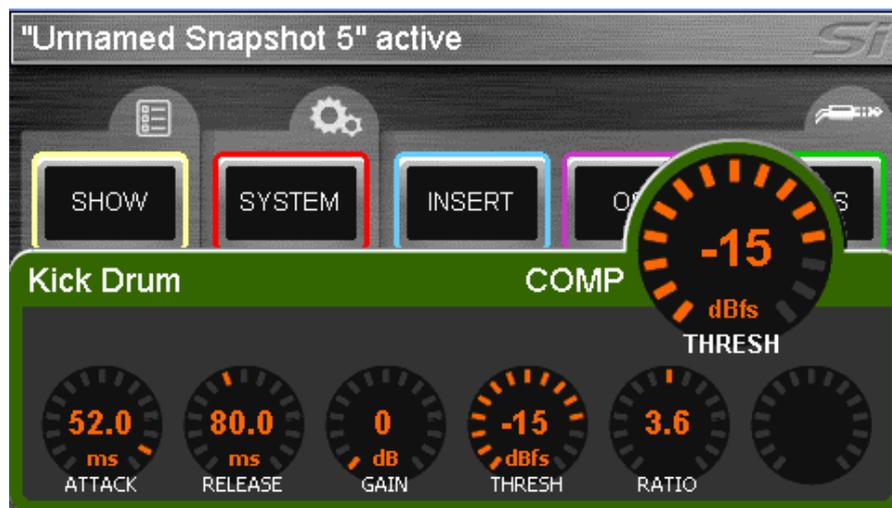 "Unnamed Snapshot 5" active
Si
SHOW
SYSTEM
INSERT
Kick Drum
COMP
-15
dBfs
THRESH
52.0
ms
ATTACK
80.0
ms
RELEASE
0
dB
GAIN
-15
dBfs
THRESH
3.6
RATIO